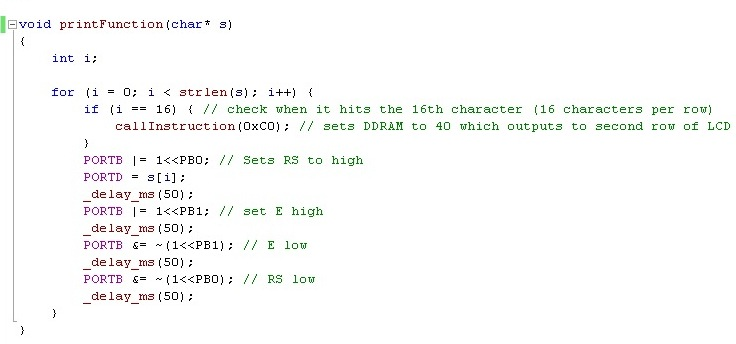 void printFunction(char* s)
{
int i;
for (i = 0; i < strlen(s); i++) {
if (i == 16) { // check when it hits the 16th character (16 characters per row)
callInstruction(0xC0); // sets DDRAM to 40 which outputs to second row of LCD
}
PORTB |= 1<<PB0; // Sets RS to high
PORTD = s[i];
_delay_ms(50);
PORTB |= 1<<PB1; // set E high
_delay_ms(50);
PORTB &= ~(1<<PB1); // E low
_delay_ms(50);
PORTB &= ~(1<<PB0); // RS low
_delay_ms(50);
}
}